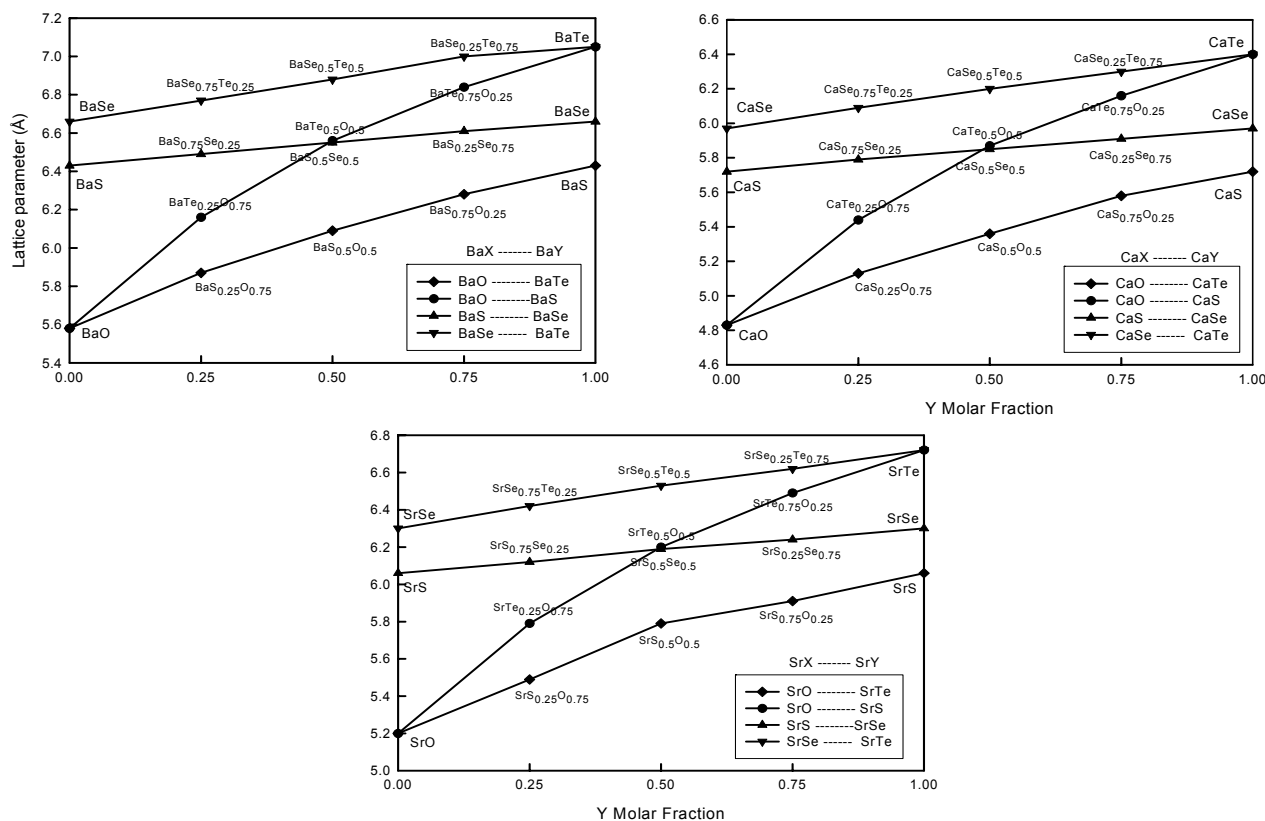 Lattice parameter (Å)
7.2
7.0
6.8
6.6
6.4
6.2
6.0
5.8
5.6
5.4
0.00 0.25 0.50 0.75 1.00
BaSe
BaSe0.75Te0.25
BaSe0.5Te0.5
BaSe0.25Te0.75
BaTe
BaTe0.75O0.25
BaSe
BaTe0.5O0.5
BaS0.75Se0.25
BaS0.5Se0.5
BaS0.25Se0.75
BaS
BaS
BaTe0.25O0.75
BaS0.75O0.25
BaS0.5O0.5
BaS0.25O0.75
BaO
BaX ------- BaY
BaO -------- BaTe
BaO --------BaS
BaS -------- BaSe
BaSe ------ BaTe
6.6
6.4
6.2
6.0
5.8
5.6
5.4
5.2
5.0
4.8
4.6
0.00 0.25 0.50 0.75 1.00
Y Molar Fraction
CaSe
CaSe0.75Te0.25
CaSe0.5Te0.5
CaSe0.25Te0.75
CaTe
CaTe0.75O0.25
CaSe
CaTe0.5O0.5
CaS0.75Se0.25
CaS0.5Se0.5
CaS0.25Se0.75
CaS
CaS
CaTe0.25O0.75
CaS0.75O0.25
CaS0.5O0.5
CaS0.25O0.75
CaO
CaX ------- CaY
CaO -------- CaTe
CaO -------- CaS
CaS -------- CaSe
CaSe ------ CaTe
6.8
6.6
6.4
6.2
6.0
5.8
5.6
5.4
5.2
5.0
0.00 0.25 0.50 0.75 1.00
Y Molar Fraction
SrSe
SrSe0.75Te0.25
SrSe0.5Te0.5
SrSe0.25Te0.75
SrTe
SrTe0.75O0.25
SrSe
SrTe0.5O0.5
SrS0.75Se0.25
SrS0.5Se0.5
SrS0.25Se0.75
SrS
SrS
SrTe0.25O0.75
SrS0.75O0.25
SrS0.5O0.5
SrS0.25O0.75
SrO
SrX ------- SrY
SrO -------- SrTe
SrO -------- SrS
SrS --------SrSe
SrSe ------ SrTe